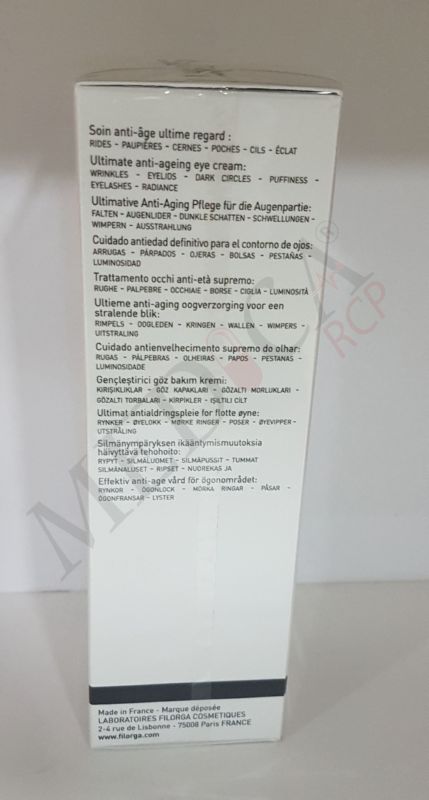 Soin anti-âge ultime regard :
RIDES - PAUPIÈRES - CERNES - POCHES - CILS - ÉCLAT
Ultimate anti-ageing eye cream:
WRINKLES - EYELIDS - DARK CIRCLES - PUFFINESS -
EYELASHES - RADIANCE
Ultimative Anti-Aging Pflege für die Augenpartie:
FALTEN - AUGENLIDER - DUNKLE SCHATTEN - SCHWELLUNGEN -
WIMPERN - AUSSTRAHLUNG
Cuidado antiedad definitivo para el contorno de ojos:
ARRUGAS - PÁRPADOS - OJERAS - BOLSAS - PESTAÑAS -
LUMINOSIDAD
Trattamento occhi anti-età supremo:
RUGHE - PALPEBRE - OCCHIAIE - BORSE - CIGLIA - LUMINOSITÀ
Ultieme anti-aging oogverzorging voor een
stralende blik:
RIMPELS - OOGLEDEN - KRINGEN - WALLEN - WIMPERS -
UITSTRALING
Cuidado antienvelhecimento supremo do olhar:
RUGAS - PÁLPEBRAS - OLHEIRAS - PAPOS - PESTANAS -
LUMINOSIDADE
Gençleştirici göz bakım kremi:
KIRIŞIKLIKLAR - GÖZ KAPAKLARI - GÖZALTI MORLUKLARI -
GÖZALTI TORBALARI - KIRPİKLER - IŞILTILI CİLT
Ultimat antialdringspleie for flotte øyne:
RYNKER - ØYELOKK - MØRKE RINGER - POSER - ØYEVIPPER -
UTSTRÅLING
Silmänympäryksen ikääntymismuutoksia
häivyttävä tehohoito:
RYPYT - SILMÄLUOMET - SILMÄPUSSIT - TUMMAT
SILMÄNALUSET - RIPSET - NUOREKAS JA
Effektiv anti-age vård för ögonområdet:
RYNKOR - ÖGONLOCK - MÖRKA RINGAR - PÅSAR -
ÖGONFRANSAR - LYSTER
Made in France - Marque déposée
LABORATOIRES FILORGA COSMETIQUES
2-4 rue de Lisbonne - 75008 Paris FRANCE
www.filorga.com
MEDICA®
RCP